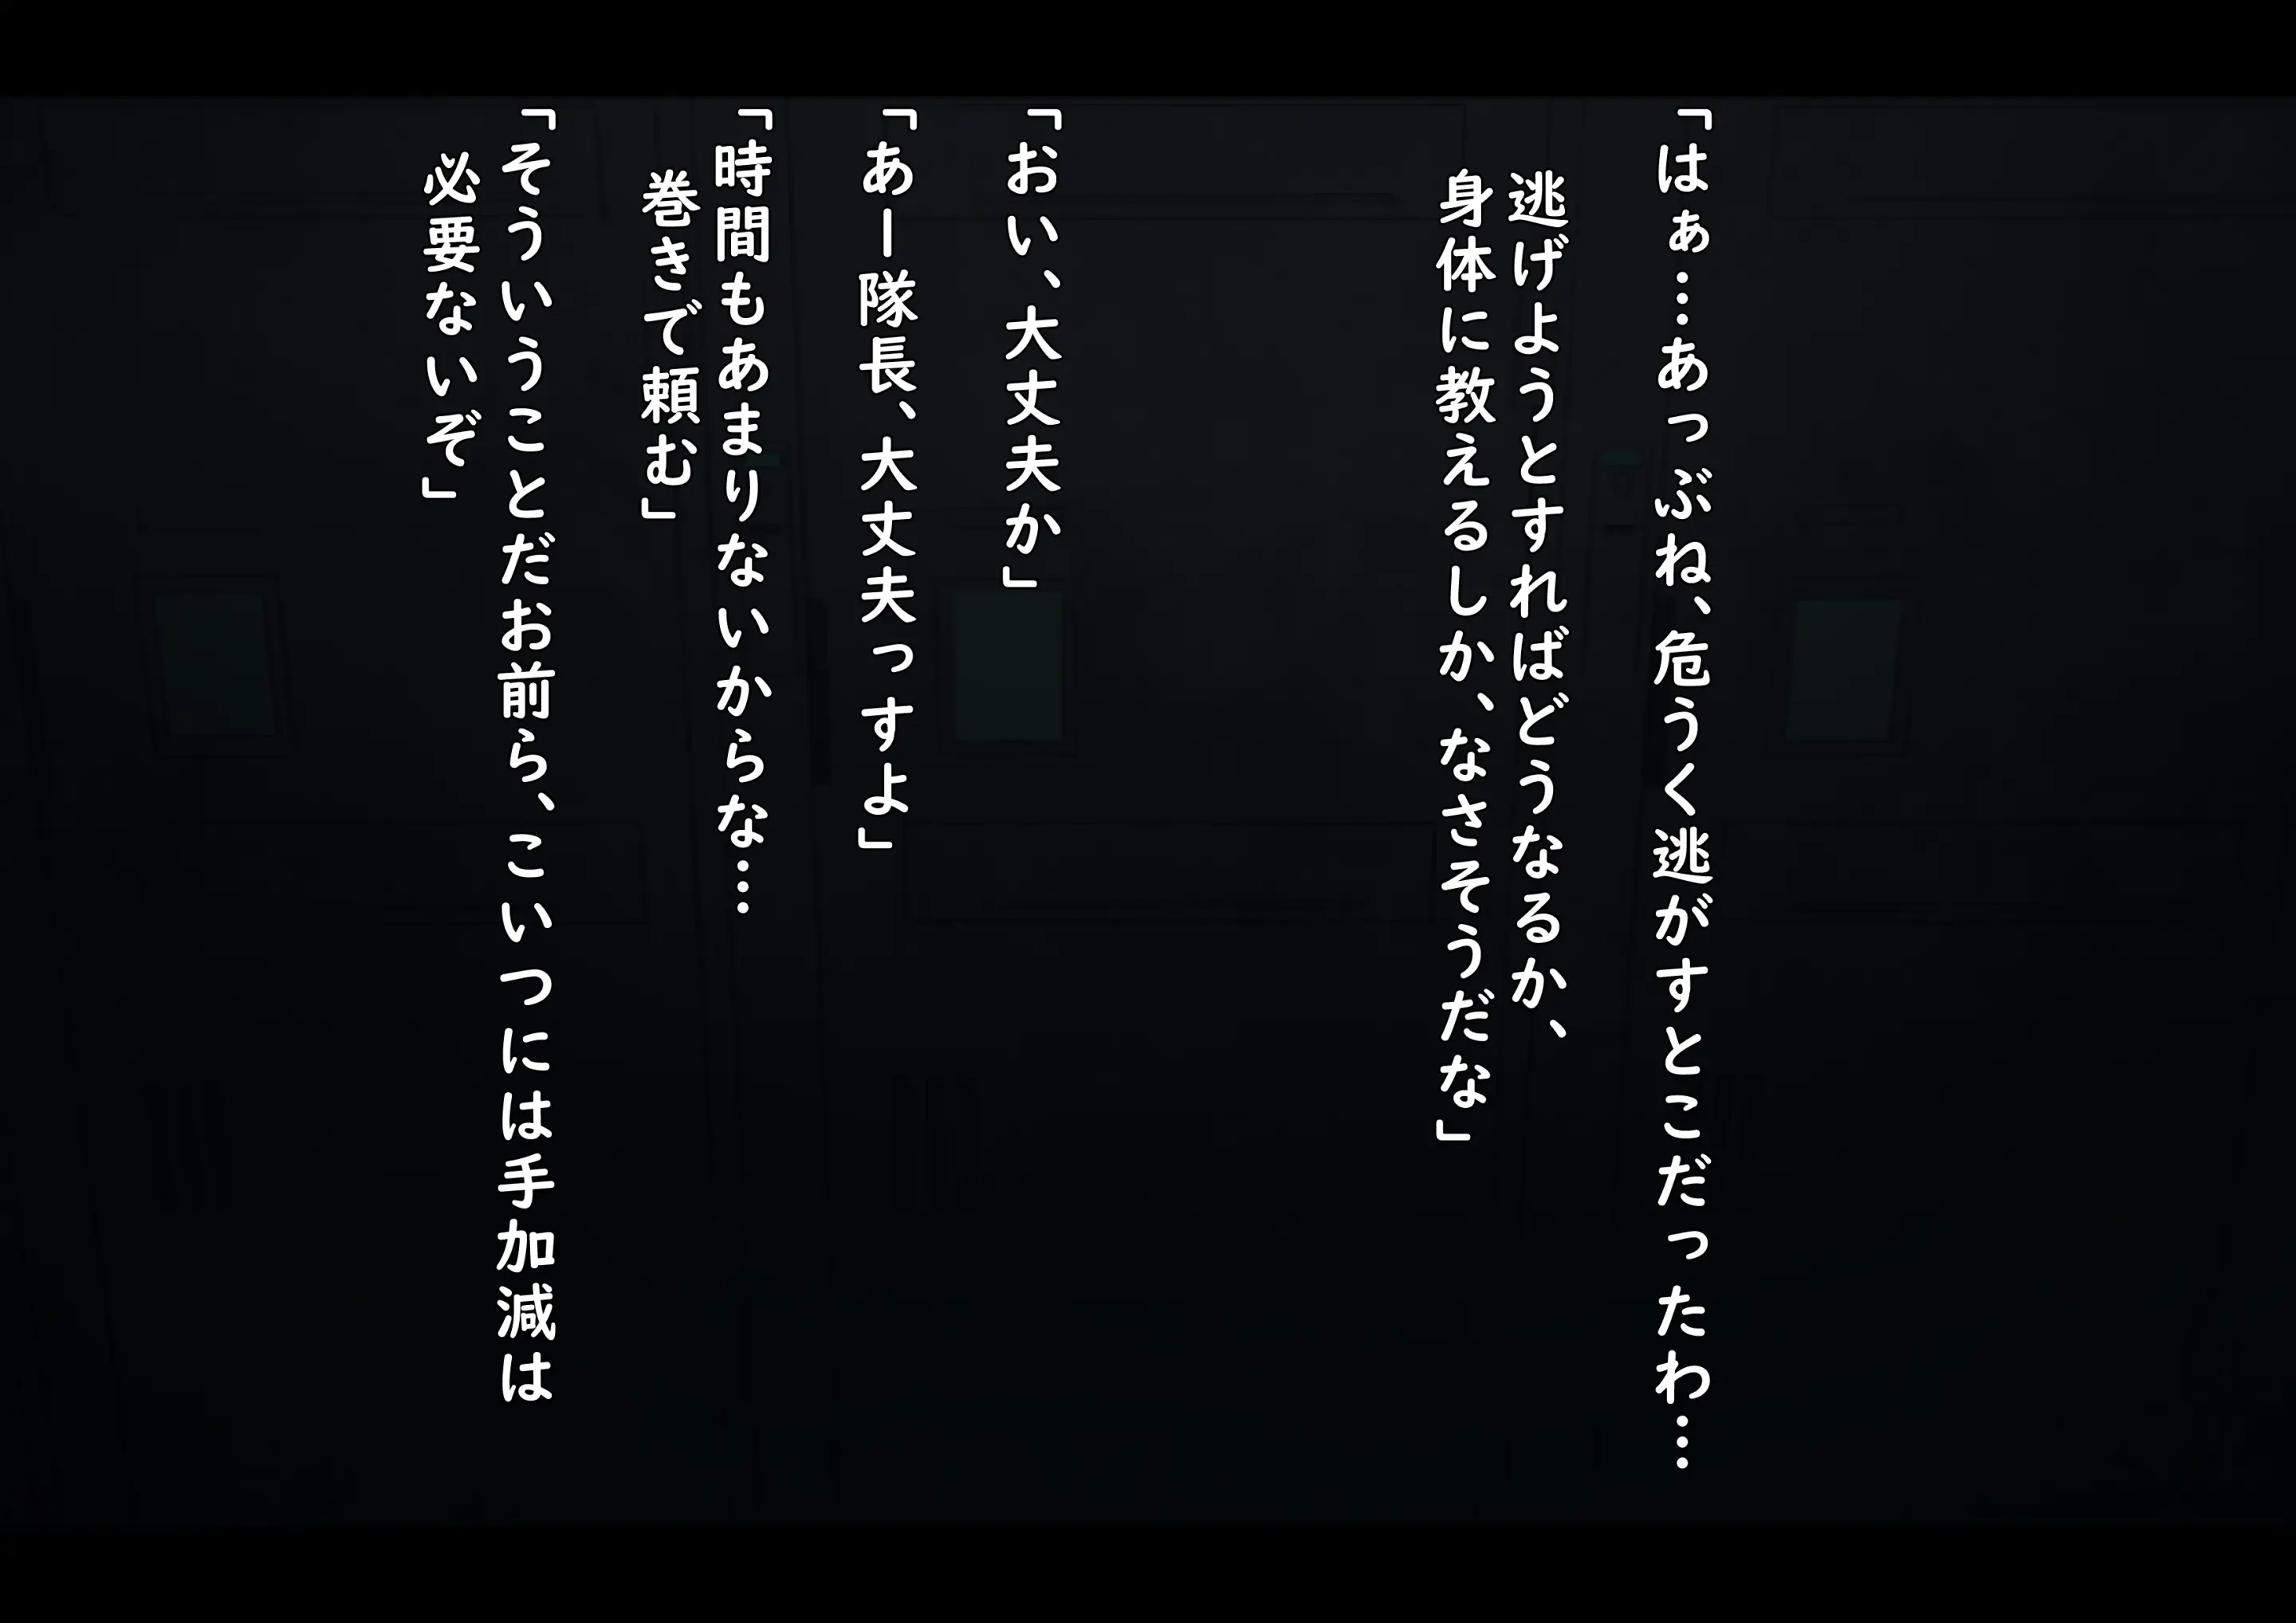 「はぁ…あっぶね、危うく逃がすとこだったわ…
逃げようとすればどうなるか、
身体に教えるしか、なさそうだな」
「おい、大丈夫か」
「あー隊長、大丈夫っすよ」
「時間もあまりないからな…
巻きで頼む」
「そういうことだお前ら、こいつには手加減は
必要ないぞ」